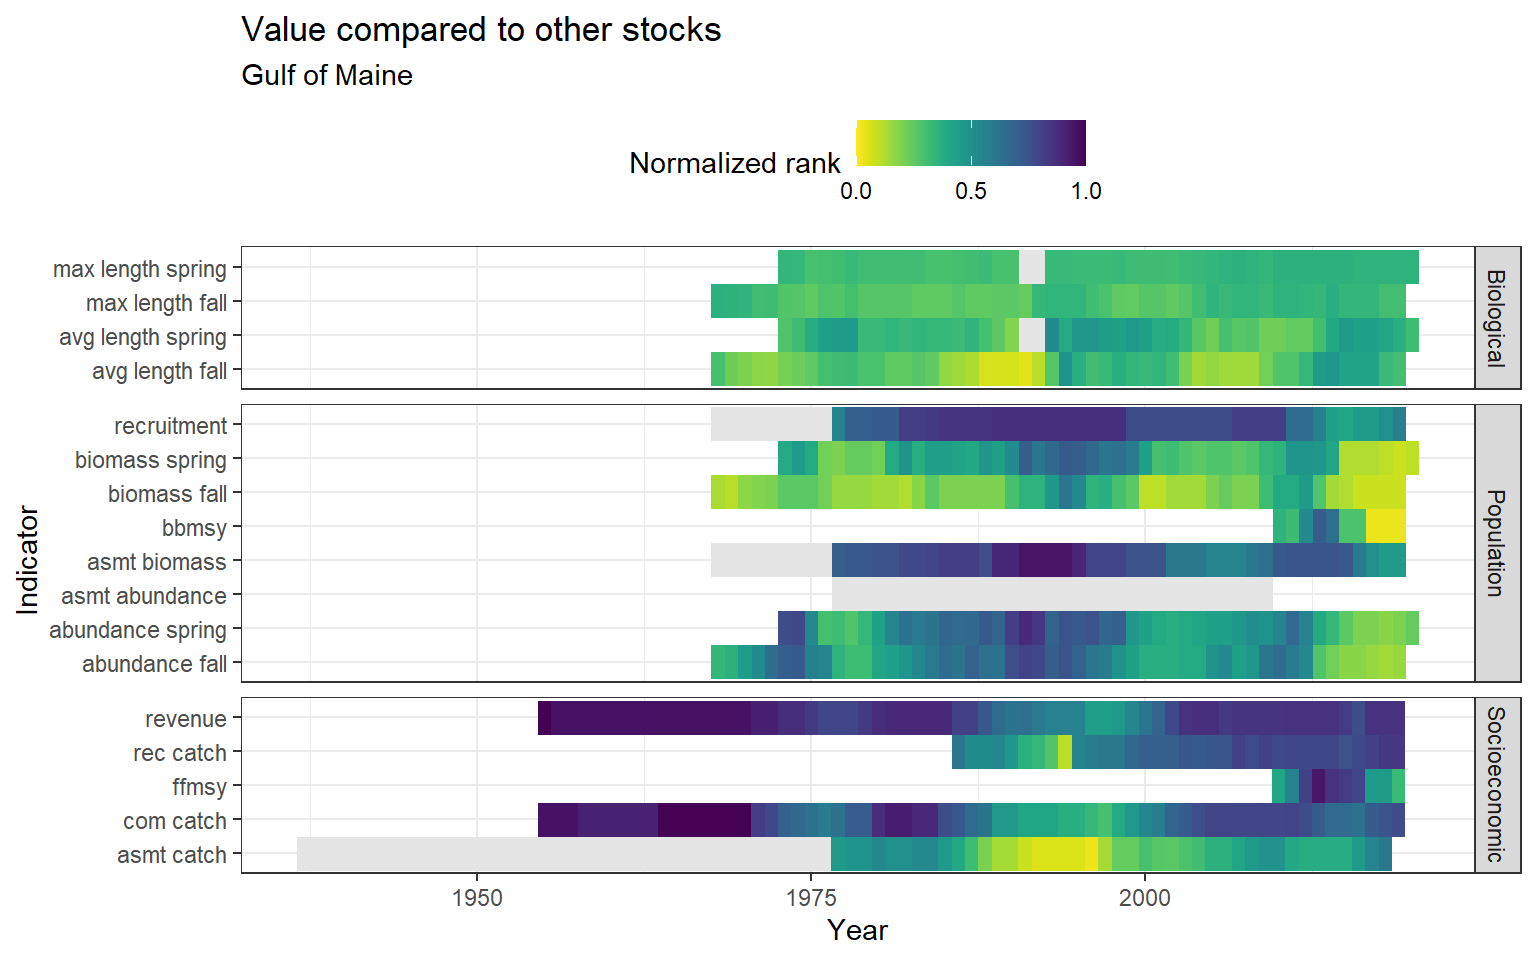 Value compared to other stocks
Gulf of Maine
Normalized rank
0.0 0.5 1.0
max length spring
max length fall
avg length spring
avg length fall
Biological
recruitment
biomass spring
biomass fall
bbmsy
asmt biomass
asmt abundance
abundance spring
abundance fall
Population
revenue
rec catch
ffmsy
com catch
asmt catch
Socioeconomic
Indicator
1950 1975 2000
Year